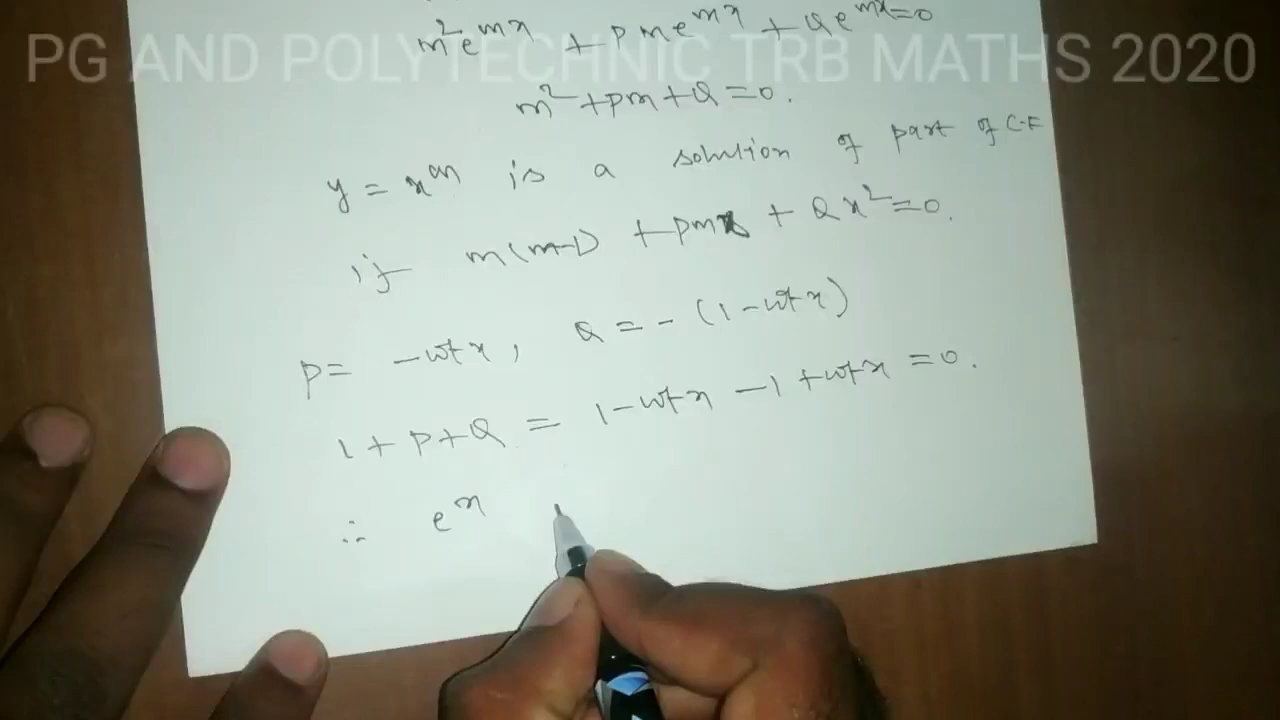 m²e^{mx} + pme^{mx} + Qe^{mx} = 0
PG AND POLYTECHNIC TRB MATHS 2020
m² + pm + Q = 0.
y = x^m is a solution of part of C.F
if m(m-1) + pmx + Qx² = 0.
p = -cotx, Q = -(1-cotx)
1 + p + Q = 1 - cotx - 1 + cotx = 0.
∴ e^x